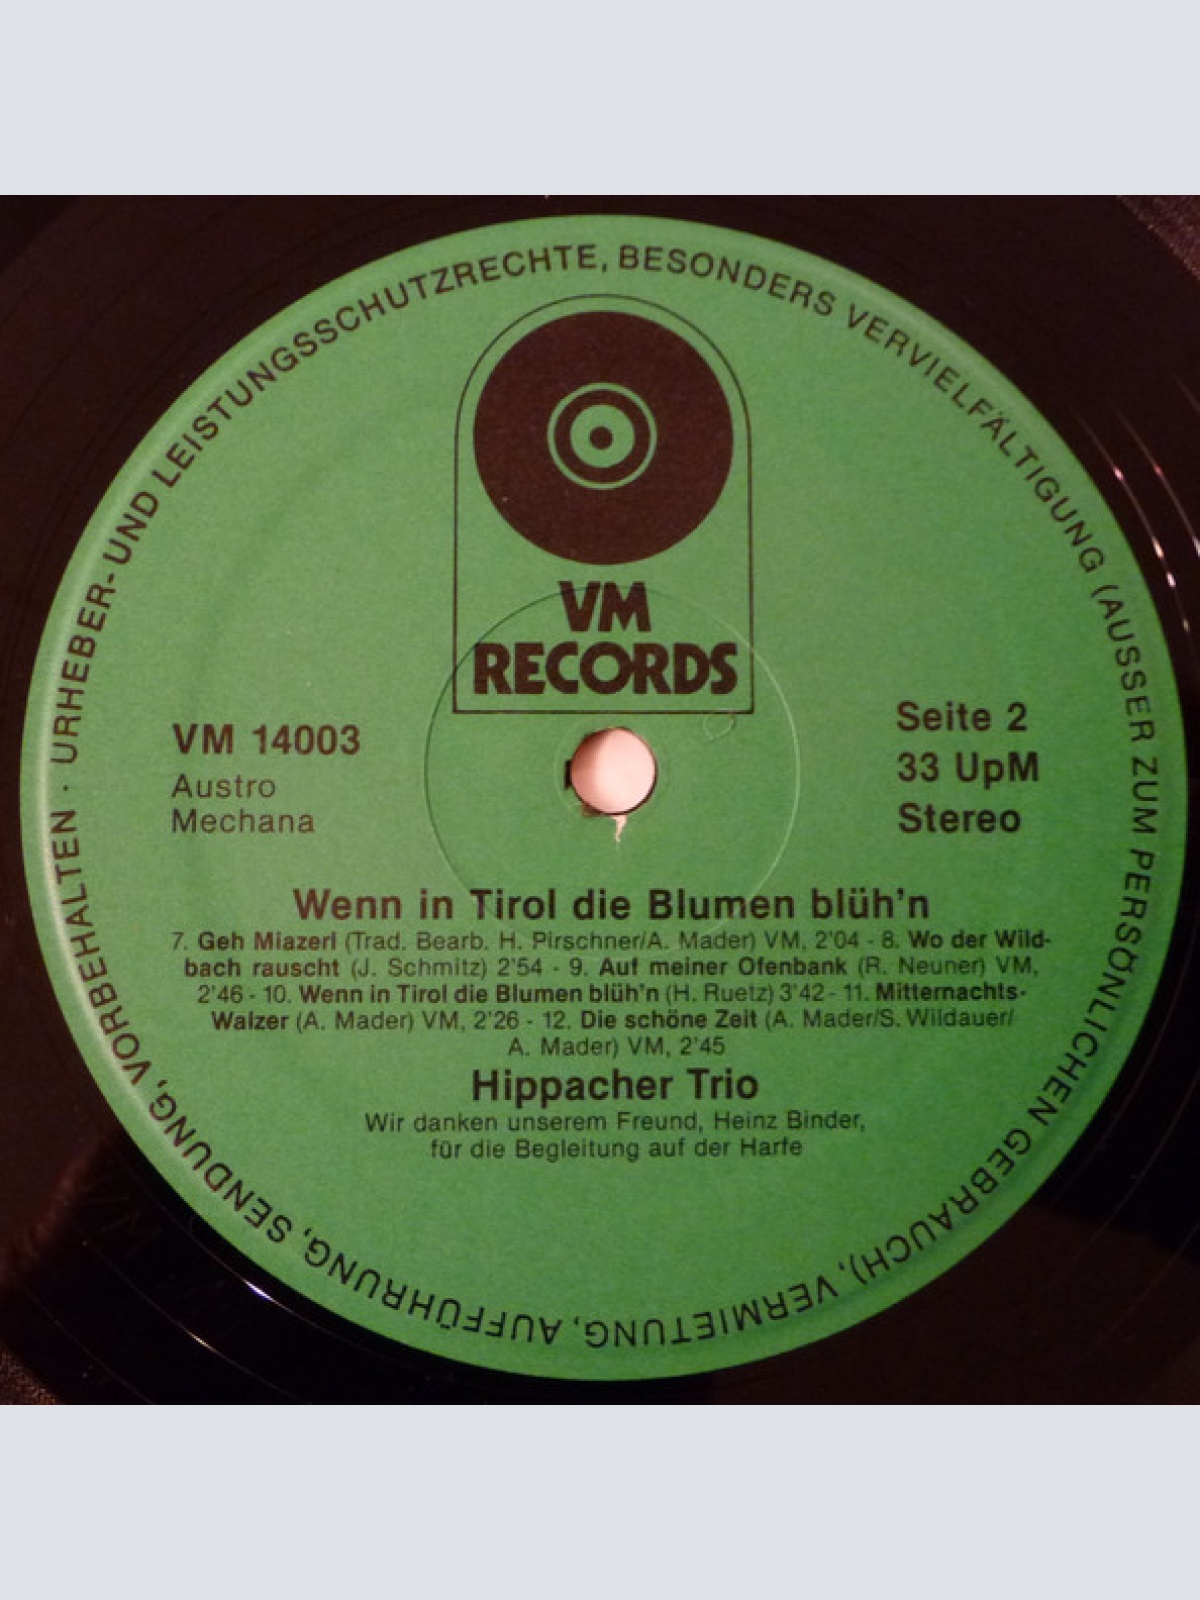 URHEBER- UND LEISTUNGSSCHUTZRECHTE, BESONDERS VERVIELFÄLTIGUNG (AUSSER ZUM PERSÖNLICHEN GEBRAUCH), VERMIETUNG, AUFFÜHRUNG, SENDUNG, VORBEHALTEN ·
VM
RECORDS
VM 14003
Austro
Mechana
Seite 2
33 UpM
Stereo
Wenn in Tirol die Blumen blüh'n
7. Geh Miazerl (Trad. Bearb. H. Pirschner/A. Mader) VM, 2'04 - 8. Wo der Wild-
bach rauscht (J. Schmitz) 2'54 - 9. Auf meiner Ofenbank (R. Neuner) VM,
2'46 - 10. Wenn in Tirol die Blumen blüh'n (H. Ruetz) 3'42 - 11. Mitternachts-
Walzer (A. Mader) VM, 2'26 - 12. Die schöne Zeit (A. Mader/S. Wildauer/
A. Mader) VM, 2'45
Hippacher Trio
Wir danken unserem Freund, Heinz Binder,
für die Begleitung auf der Harfe